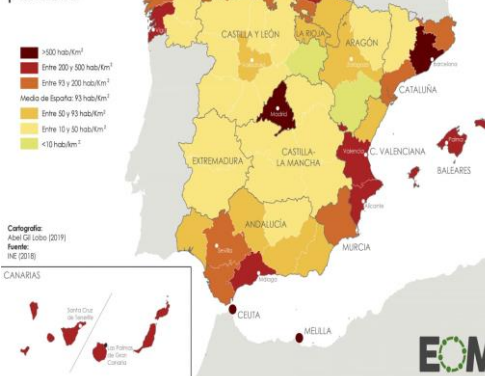 CASTILLA Y LEÓN
LA RIOJA
ARAGÓN
>500 hab/Km²
Entre 200 y 500 hab/Km²
Entre 93 y 200 hab/Km²
Media de España: 93 hab/Km²
Entre 50 y 93 hab/Km²
Entre 10 y 50 hab/Km²
<10 hab/km²
Barcelona
CATALUÑA
Madrid
EXTREMADURA
CASTILLA-
LA MANCHA
Valencia
C. VALENCIANA
Palma
BALEARES
Alicante
ANDALUCÍA
MURCIA
Sevilla
Málaga
Cartografía:
Abel Gil Lobo (2019)
Fuente:
INE (2018)
CANARIAS
Santa Cruz
de Tenerife
Las Palmas
de Gran
Canaria
CEUTA
MELILLA
EOM